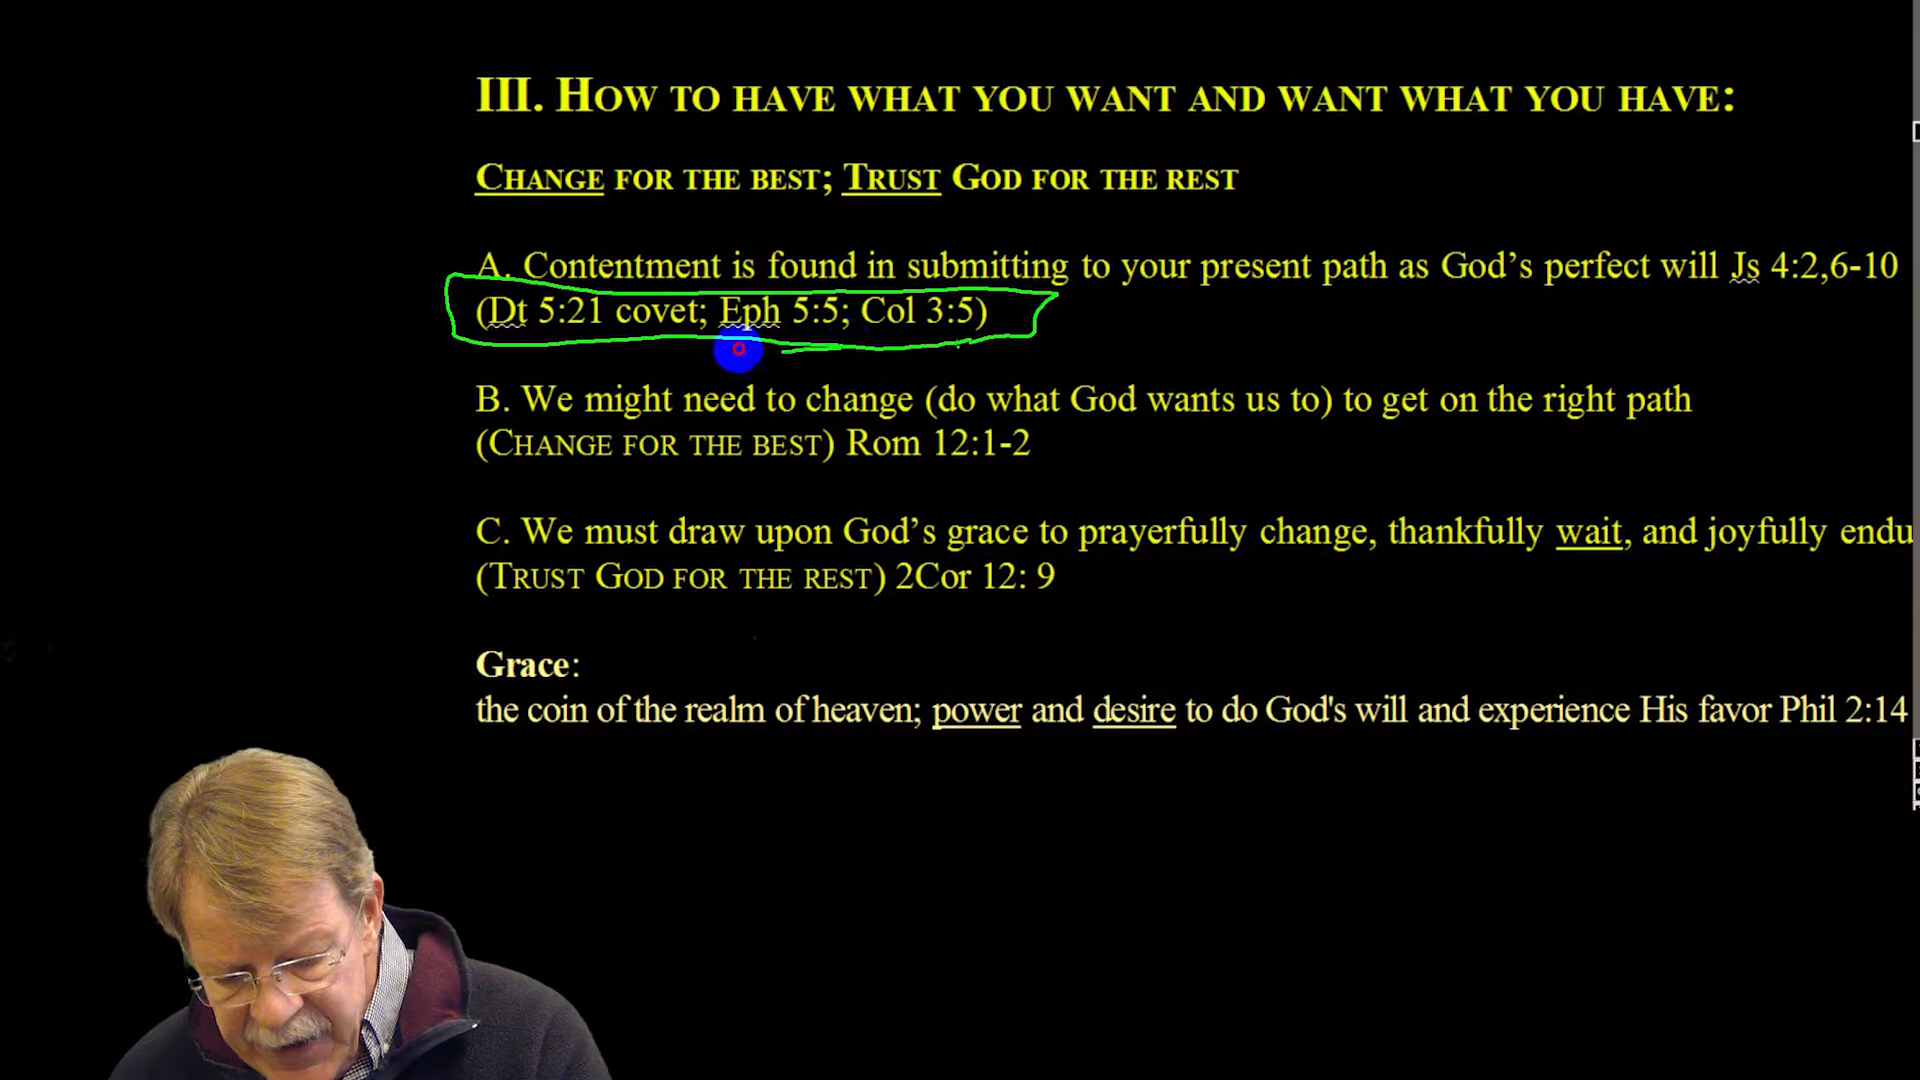 III. HOW TO HAVE WHAT YOU WANT AND WANT WHAT YOU HAVE:
CHANGE FOR THE BEST; TRUST GOD FOR THE REST
A. Contentment is found in submitting to your present path as God’s perfect will Js 4:2,6-10
(Dt 5:21 covet; Eph 5:5; Col 3:5)
B. We might need to change (do what God wants us to) to get on the right path
(CHANGE FOR THE BEST) Rom 12:1-2
C. We must draw upon God’s grace to prayerfully change, thankfully wait, and joyfully endu
(TRUST GOD FOR THE REST) 2Cor 12: 9
Grace:
the coin of the realm of heaven; power and desire to do God's will and experience His favor Phil 2:14